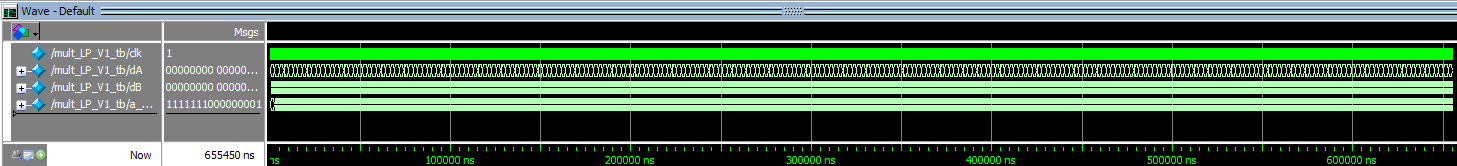 Wave - Default
Msgs
/mult_LP_V1_tb/clk 1
/mult_LP_V1_tb/dA 00000000 00000...
/mult_LP_V1_tb/dB 00000000 00000...
/mult_LP_V1_tb/a_... 1111111000000001
Now 655450 ns
ns 100000 ns 200000 ns 300000 ns 400000 ns 500000 ns 600000 ns